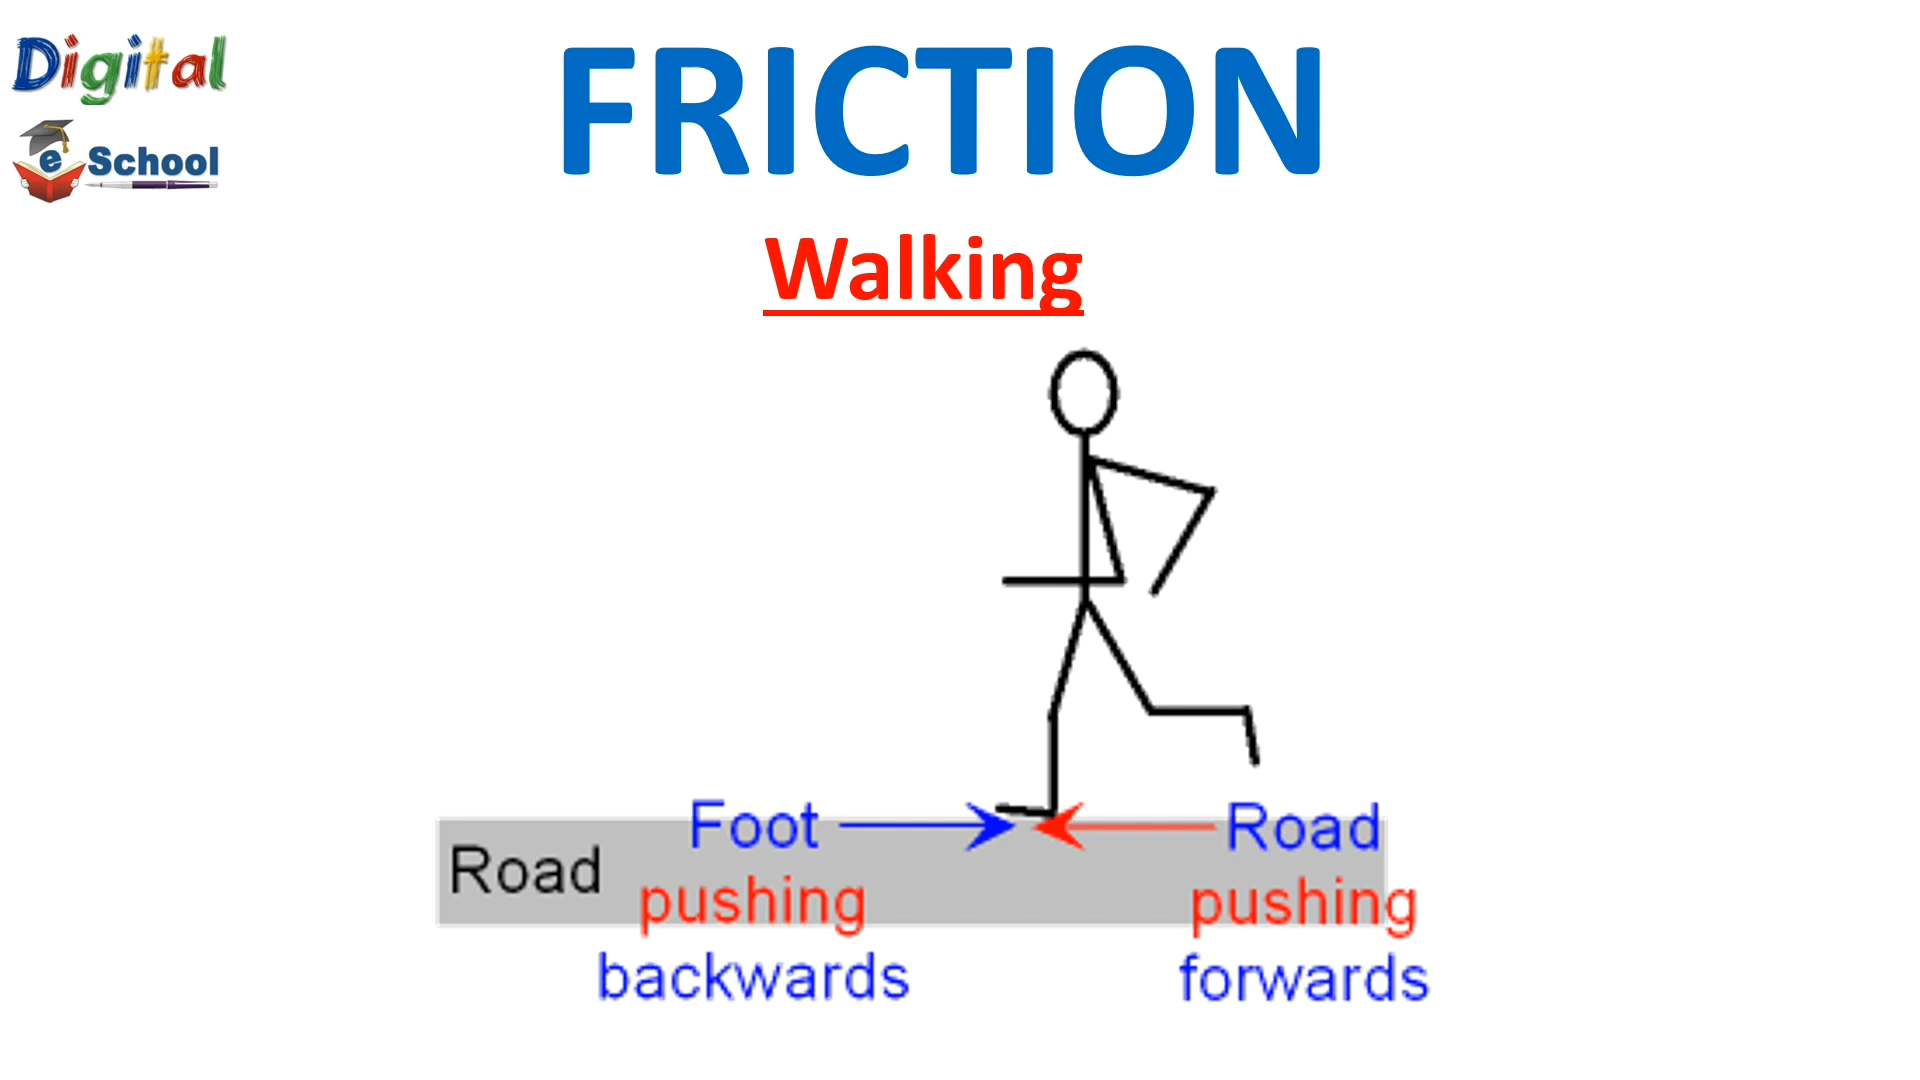 Digital
e School
FRICTION
Walking
Foot
Road
Road
pushing
pushing
backwards
forwards